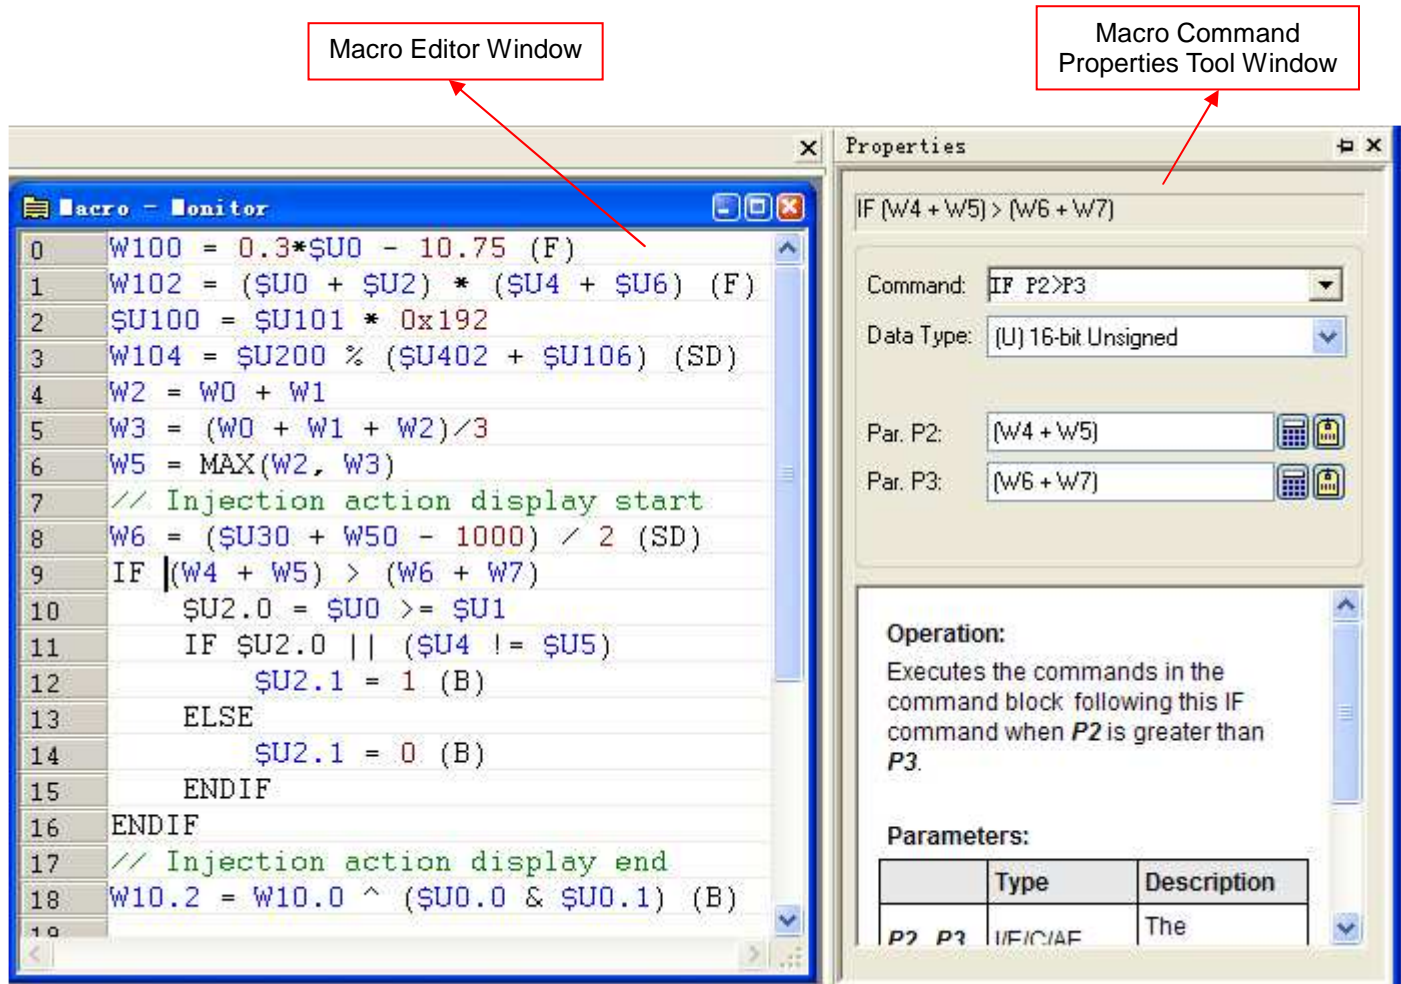 Macro Editor Window
Macro Command
Properties Tool Window
Properties
Macro - Monitor
IF (W4 + W5) > (W6 + W7)
0 W100 = 0.3*$U0 - 10.75 (F)
1 W102 = ($U0 + $U2) * ($U4 + $U6) (F)
2 $U100 = $U101 * 0x192
3 W104 = $U200 % ($U402 + $U106) (SD)
4 W2 = W0 + W1
5 W3 = (W0 + W1 + W2)/3
6 W5 = MAX(W2, W3)
7 // Injection action display start
8 W6 = ($U30 + W50 - 1000) / 2 (SD)
9 IF (W4 + W5) > (W6 + W7)
10 $U2.0 = $U0 >= $U1
11 IF $U2.0 || ($U4 != $U5)
12 $U2.1 = 1 (B)
13 ELSE
14 $U2.1 = 0 (B)
15 ENDIF
16 ENDIF
17 // Injection action display end
18 W10.2 = W10.0 ^ ($U0.0 & $U0.1) (B)
19
Command: IF P2>P3
Data Type: (U) 16-bit Unsigned
Par. P2: (W4 + W5)
Par. P3: (W6 + W7)
Operation:
Executes the commands in the
command block following this IF
command when P2 is greater than
P3.
Parameters:
Type Description
The
P2 P3 I/E/C/AE